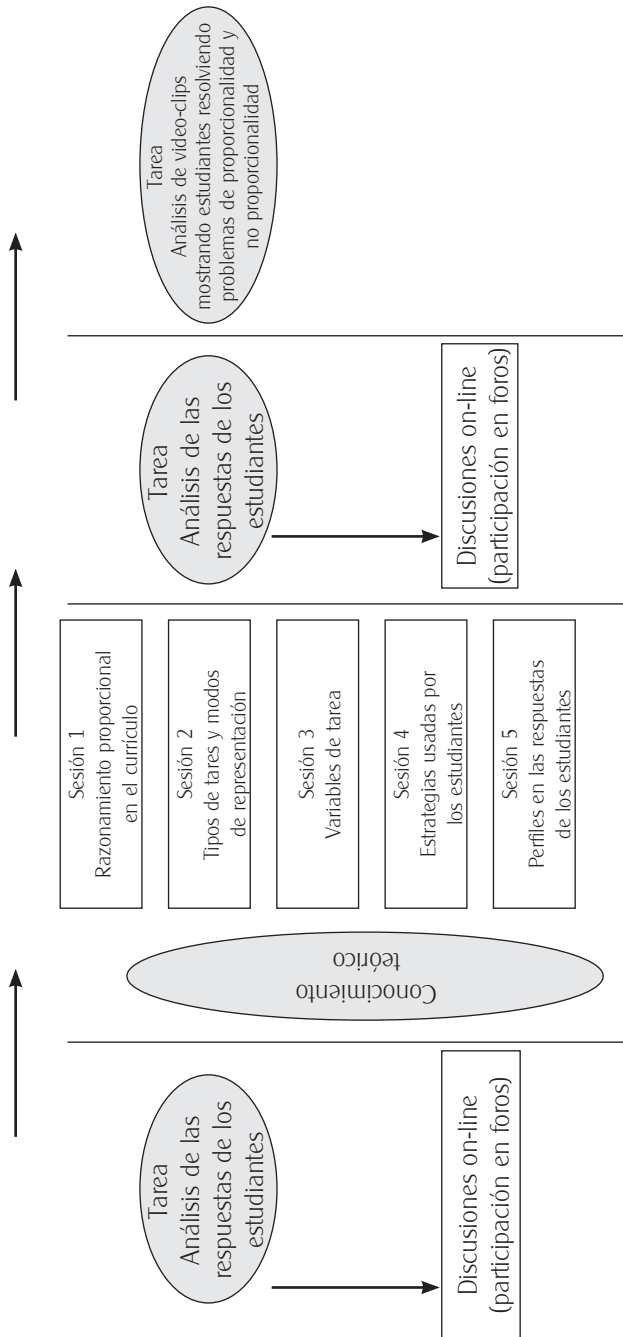 Tarea
Análisis de las
respuestas de los
estudiantes
Discusiones on-line
(participación en foros)
Conocimiento
teórico
Sesión 1
Razonamiento proporcional
en el currículo
Sesión 2
Tipos de tares y modos
de representación
Sesión 3
Variables de tarea
Sesión 4
Estrategias usadas por
los estudiantes
Sesión 5
Perfiles en las respuestas
de los estudiantes
Tarea
Análisis de las
respuestas de los
estudiantes
Discusiones on-line
(participación en foros)
Tarea
Análisis de video-clips
mostrando estudiantes resolviendo
problemas de proporcionalidad y
no proporcionalidad